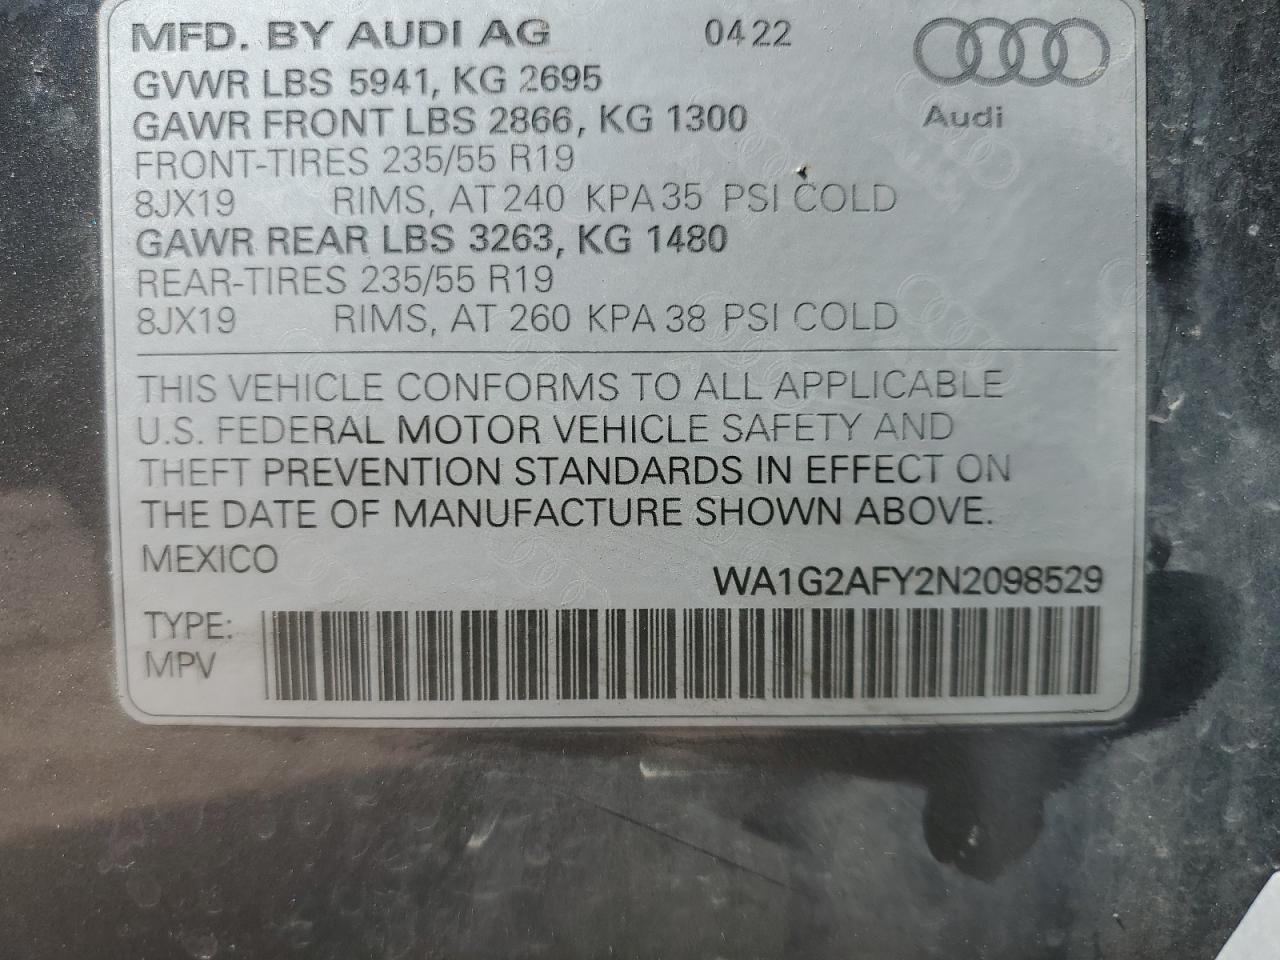 MFD. BY AUDI AG 0422
Audi
GVWR LBS 5941, KG 2695
GAWR FRONT LBS 2866, KG 1300
FRONT-TIRES 235/55 R19
8JX19 RIMS, AT 240 KPA 35 PSI COLD
GAWR REAR LBS 3263, KG 1480
REAR-TIRES 235/55 R19
8JX19 RIMS, AT 260 KPA 38 PSI COLD
THIS VEHICLE CONFORMS TO ALL APPLICABLE
U.S. FEDERAL MOTOR VEHICLE SAFETY AND
THEFT PREVENTION STANDARDS IN EFFECT ON
THE DATE OF MANUFACTURE SHOWN ABOVE.
MEXICO
WA1G2AFY2N2098529
TYPE:
MPV